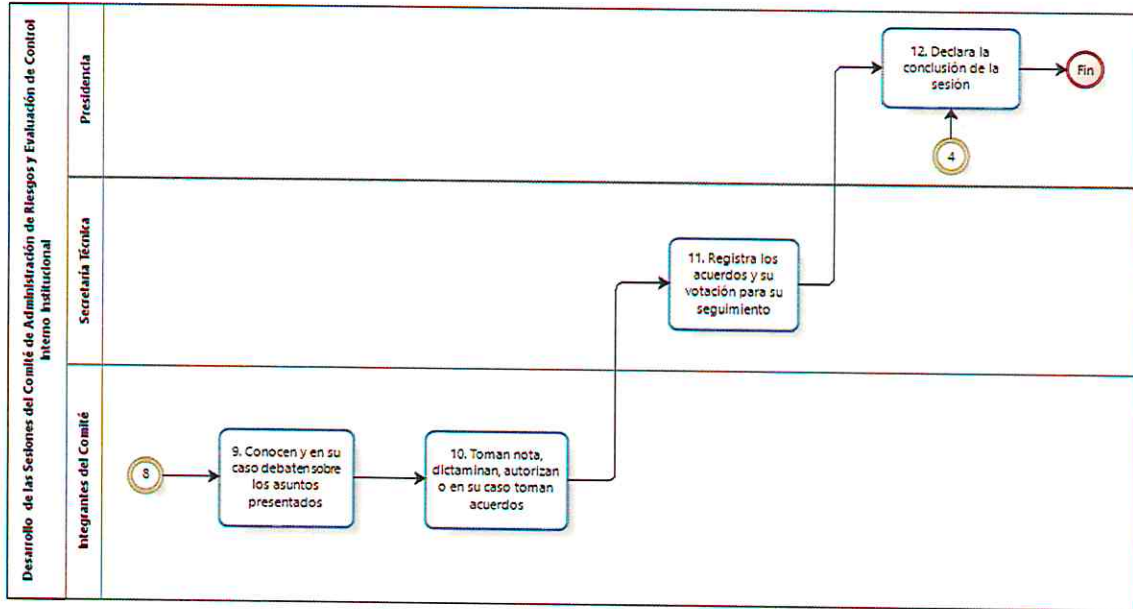 Desarrollo de las Sesiones del Comité de Administración de Riesgos y Evaluación de Control
Interno Institucional
Presidencia
12. Declara la
conclusión de la
sesión
Fin
4
Secretaría Técnica
11. Registra los
acuerdos y su
votación para su
seguimiento
Integrantes del Comité
8
9. Conocen y en su
caso debaten sobre
los asuntos
presentados
10. Toman nota,
dictaminan, autorizan
o en su caso toman
acuerdos